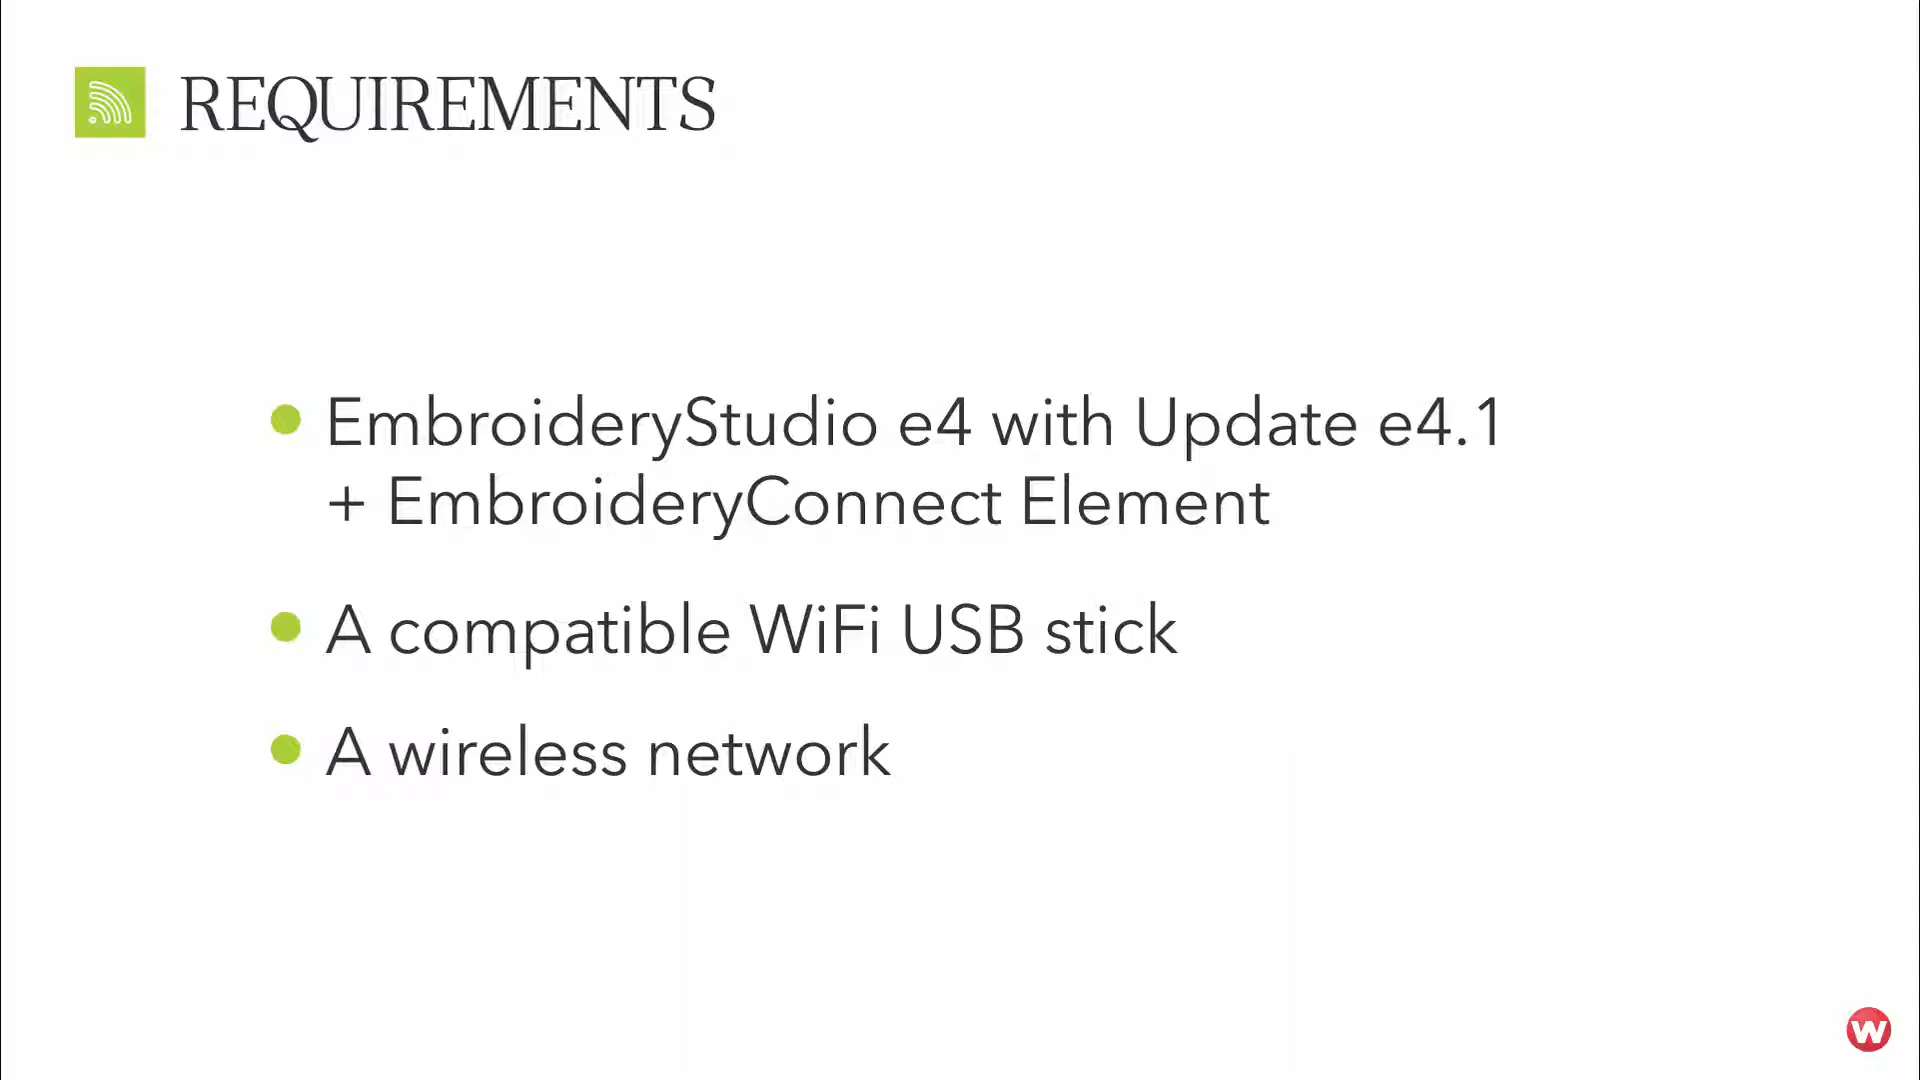 REQUIREMENTS
EmbroideryStudio e4 with Update e4.1
+ EmbroideryConnect Element
A compatible WiFi USB stick
A wireless network
W